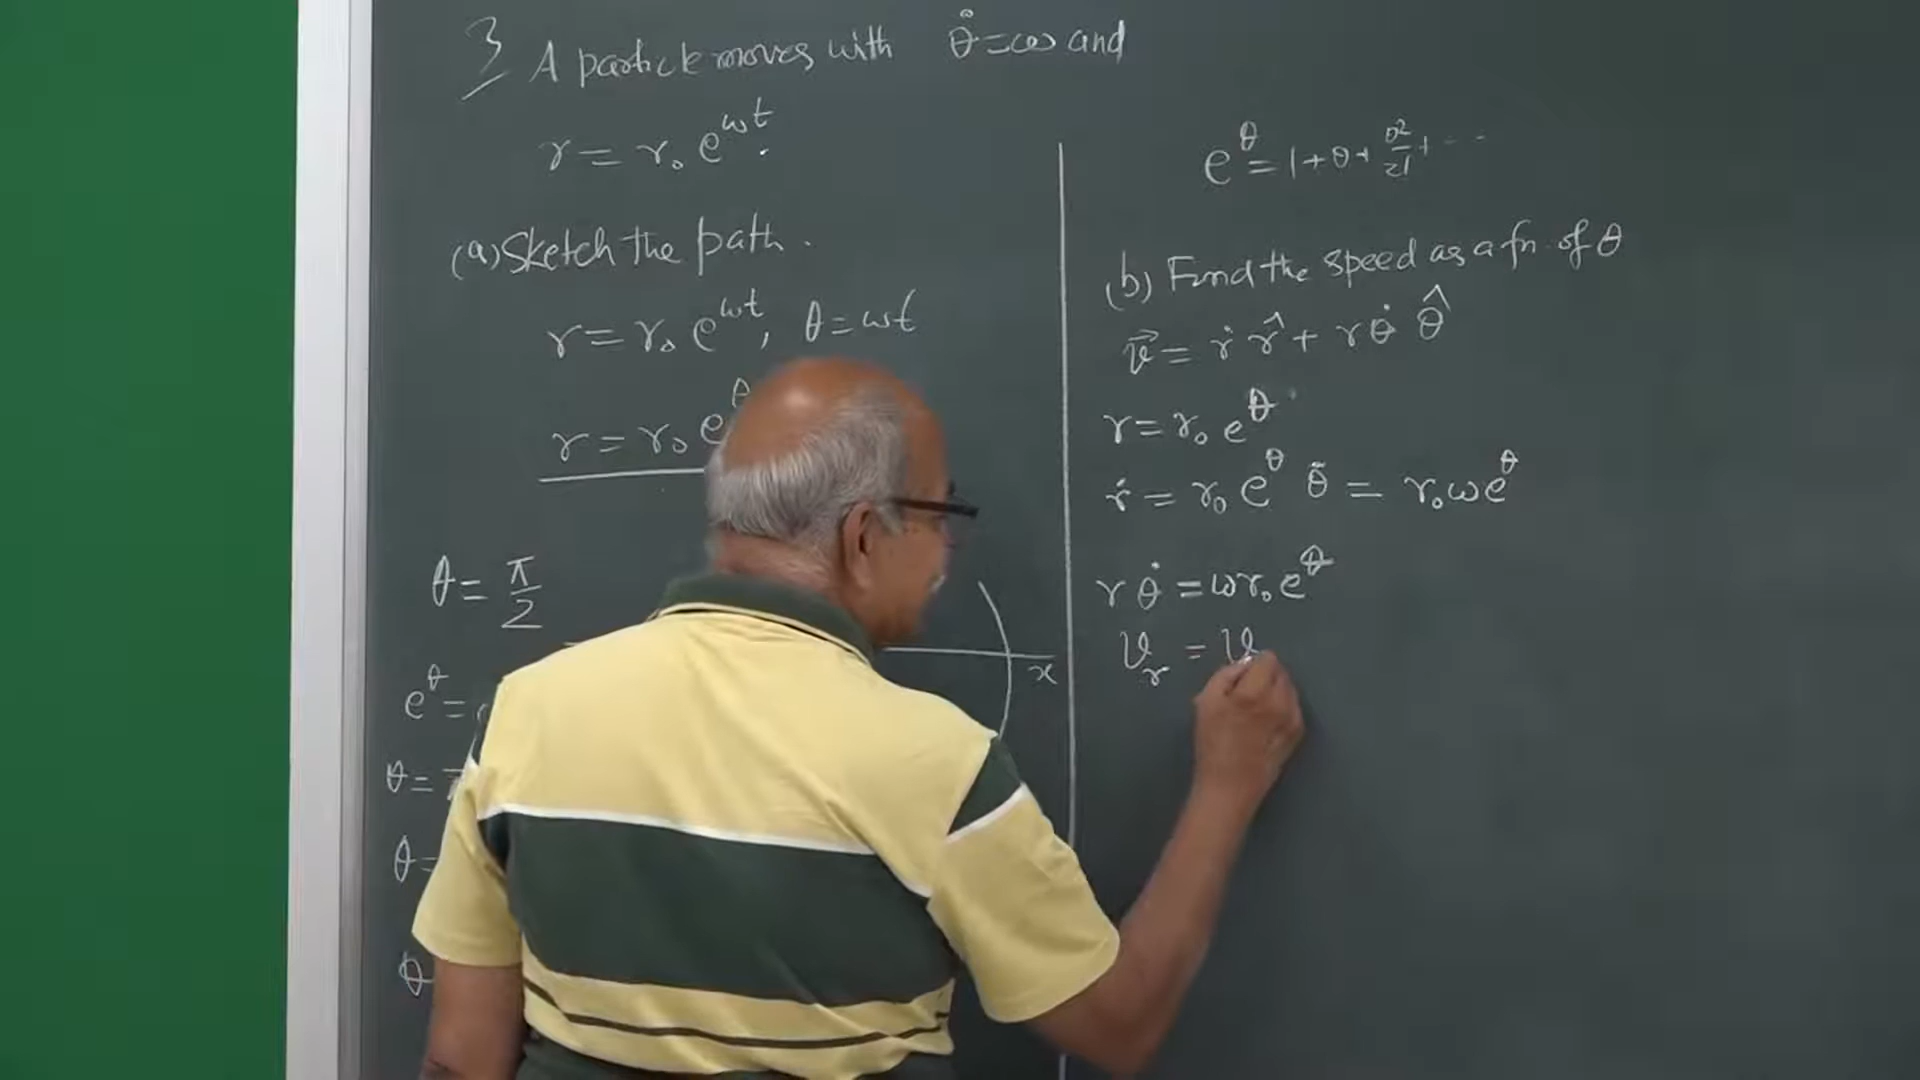 3 A particle moves with θ̇ = ω and
r = r₀ e^ωt.
(a) Sketch the path.
r = r₀ e^ωt, θ = ωt
r = r₀ e^θ
θ = π/2
e^θ =
θ =
θ =
θ
x
e^θ = 1 + θ + θ²/2! + ...
(b) Find the speed as a fn. of θ
v⃗ = ṙ r̂ + r θ̇ θ̂
r = r₀ e^θ
ṙ = r₀ e^θ θ̇ = r₀ ω e^θ
r θ̇ = ω r₀ e^θ
v_r = v